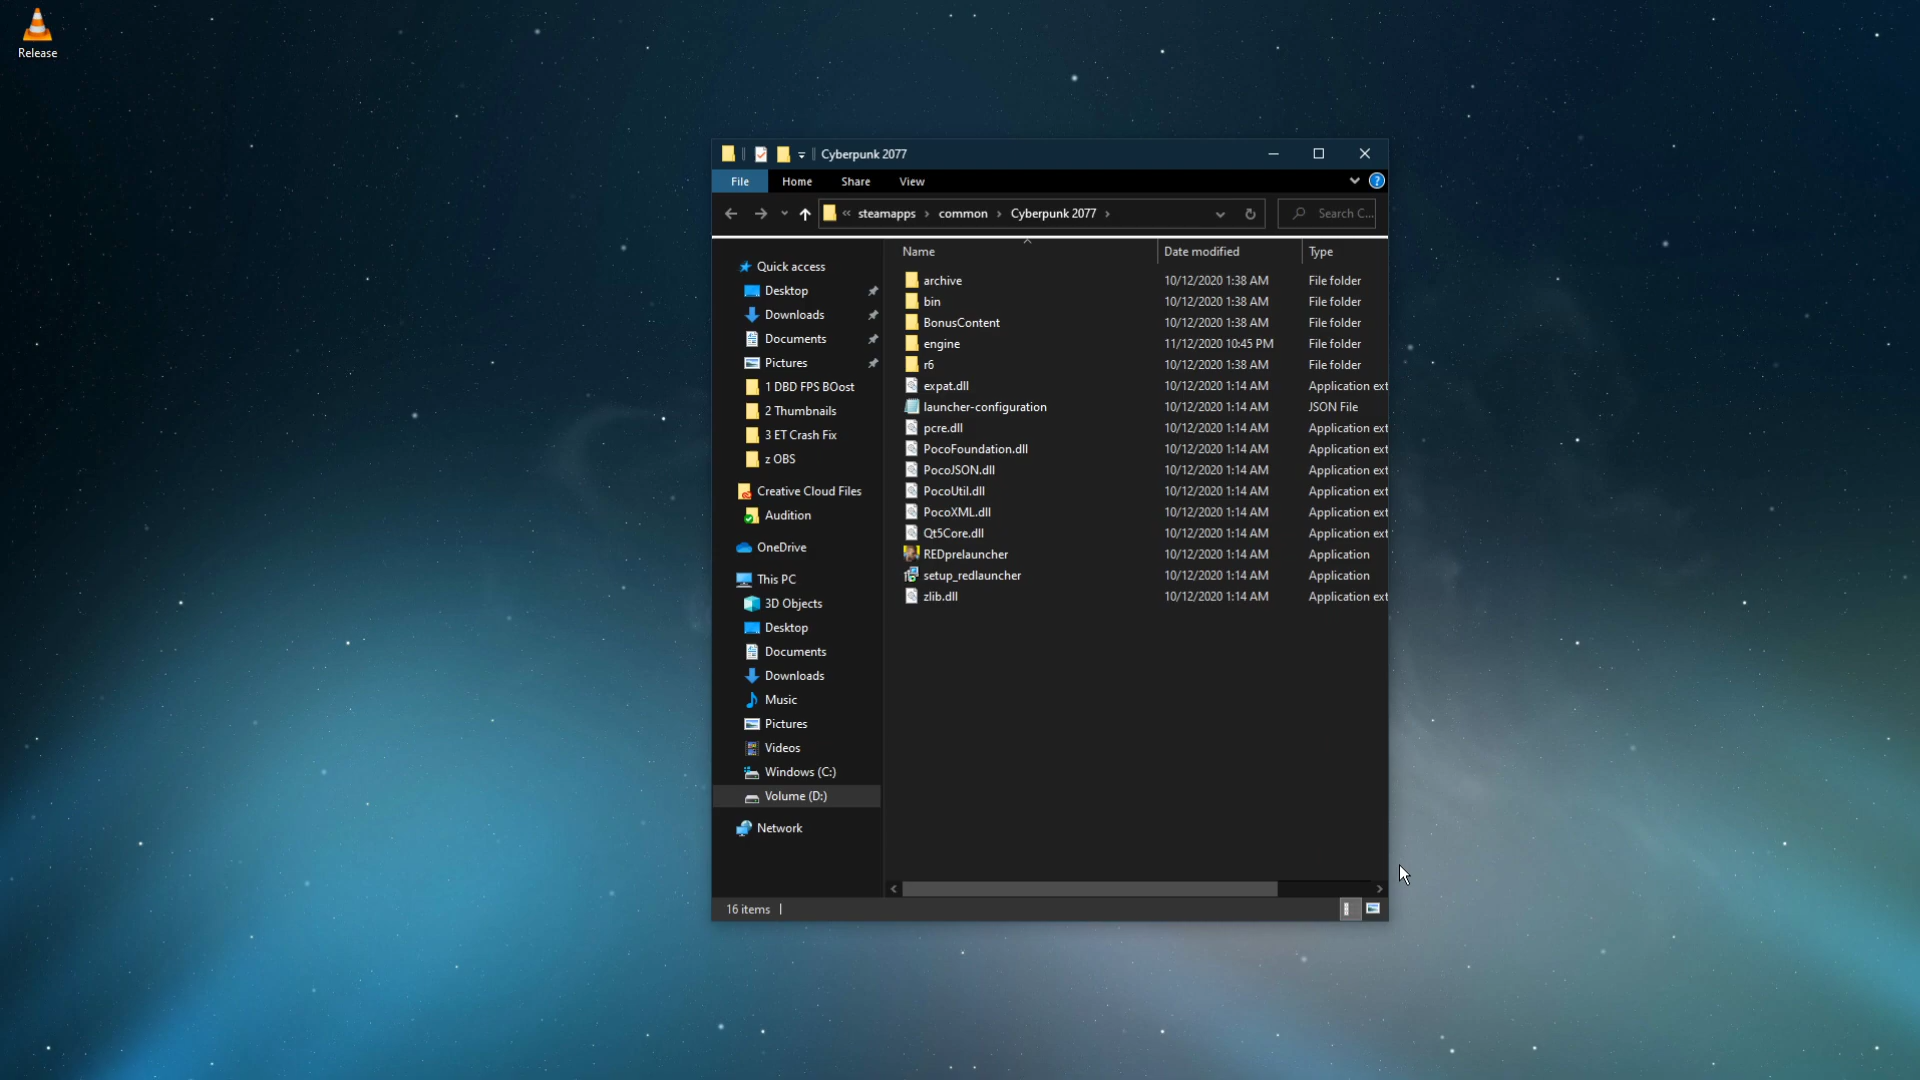 Release
Cyberpunk 2077
File Home Share View
steamapps common Cyberpunk 2077 Search C...
Name Date modified Type
Quick access
Desktop
Downloads
Documents
Pictures
1 DBD FPS BOost
2 Thumbnails
3 ET Crash Fix
z OBS
Creative Cloud Files
Audition
OneDrive
This PC
3D Objects
Desktop
Documents
Downloads
Music
Pictures
Videos
Windows (C:)
Volume (D:)
Network
archive 10/12/2020 1:38 AM File folder
bin 10/12/2020 1:38 AM File folder
BonusContent 10/12/2020 1:38 AM File folder
engine 11/12/2020 10:45 PM File folder
r6 10/12/2020 1:38 AM File folder
expat.dll 10/12/2020 1:14 AM Application ext
launcher-configuration 10/12/2020 1:14 AM JSON File
pcre.dll 10/12/2020 1:14 AM Application ext
PocoFoundation.dll 10/12/2020 1:14 AM Application ext
PocoJSON.dll 10/12/2020 1:14 AM Application ext
PocoUtil.dll 10/12/2020 1:14 AM Application ext
PocoXML.dll 10/12/2020 1:14 AM Application ext
Qt5Core.dll 10/12/2020 1:14 AM Application ext
REDprelauncher 10/12/2020 1:14 AM Application
setup_redlauncher 10/12/2020 1:14 AM Application
zlib.dll 10/12/2020 1:14 AM Application ext
16 items